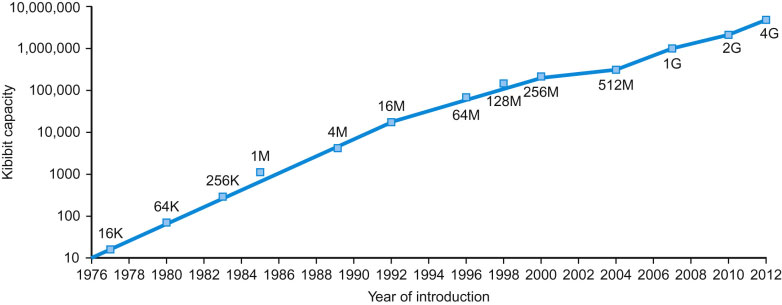 10,000,000
1,000,000
100,000
10,000
1000
100
10
Kibibit capacity
16K
64K
256K
1M
4M
16M
64M
128M
256M
512M
1G
2G
4G
1976 1978 1980 1982 1984 1986 1988 1990 1992 1994 1996 1998 2000 2002 2004 2006 2008 2010 2012
Year of introduction